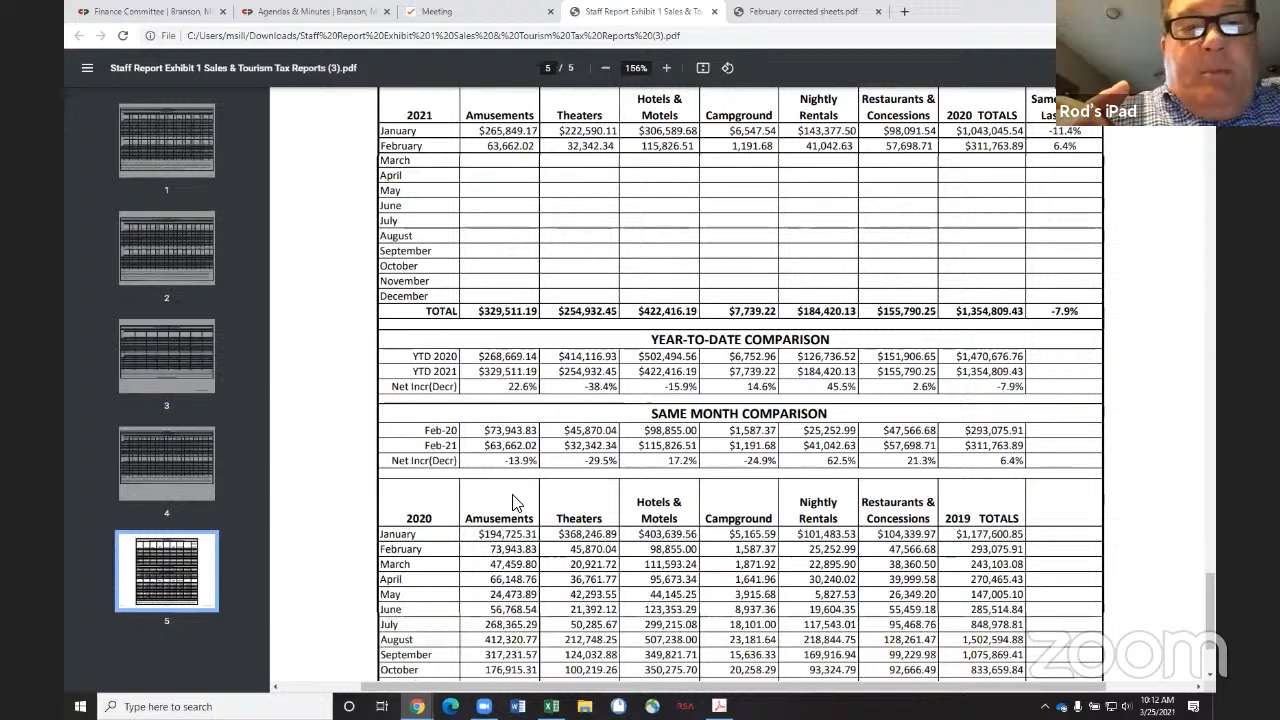 Finance Committee | Branson, M
Agendas & Minutes | Branson, M
Meeting
Staff Report Exhibit 1 Sales & To
February corrected sheets.pdf
File C:/Users/msill/Downloads/Staff%20Report%20Exhibit%201%20Sales%20&%20Tourism%20Tax%20Reports%20(3).pdf
Staff Report Exhibit 1 Sales & Tourism Tax Reports (3).pdf 5 / 5 156%
Rod's iPad
1
2
3
4
5
2021 Amusements Theaters Hotels & Motels Campground Nightly Rentals Restaurants & Concessions 2020 TOTALS
January $265,849.17 $222,590.11 $306,589.68 $6,547.54 $143,377.50 $98,091.54 $1,043,045.54 -11.4%
February 63,662.02 32,342.34 115,826.51 1,191.68 41,042.63 57,698.71 $311,763.89 6.4%
March
April
May
June
July
August
September
October
November
December
TOTAL $329,511.19 $254,932.45 $422,416.19 $7,739.22 $184,420.13 $155,790.25 $1,354,809.43 -7.9%
YEAR-TO-DATE COMPARISON
YTD 2020 $268,669.14 $414,116.93 $502,494.56 $6,752.96 $126,736.52 $151,906.65 $1,470,676.76
YTD 2021 $329,511.19 $254,932.45 $422,416.19 $7,739.22 $184,420.13 $155,790.25 $1,354,809.43
Net Incr(Decr) 22.6% -38.4% -15.9% 14.6% 45.5% 2.6% -7.9%
SAME MONTH COMPARISON
Feb-20 $73,943.83 $45,870.04 $98,855.00 $1,587.37 $25,252.99 $47,566.68 $293,075.91
Feb-21 $63,662.02 $32,342.34 $115,826.51 $1,191.68 $41,042.63 $57,698.71 $311,763.89
Net Incr(Decr) -13.9% -29.5% 17.2% -24.9% 62.5% 21.3% 6.4%
2020 Amusements Theaters Hotels & Motels Campground Nightly Rentals Restaurants & Concessions 2019 TOTALS
January $194,725.31 $368,246.89 $403,639.56 $5,165.59 $101,483.53 $104,339.97 $1,177,600.85
February 73,943.83 45,870.04 98,855.00 1,587.37 25,252.99 47,566.68 293,075.91
March 47,459.80 20,921.72 111,593.24 1,871.92 22,895.90 38,360.50 243,103.08
April 66,148.76 36,761.77 95,673.34 1,641.96 30,240.02 39,999.58 270,465.43
May 24,473.89 42,293.55 44,145.25 3,915.68 5,827.53 26,349.20 147,005.10
June 56,768.54 21,392.12 123,353.29 8,937.36 19,604.35 55,459.18 285,514.84
July 268,365.29 50,285.67 299,215.08 18,101.00 117,543.01 95,468.76 848,978.81
August 412,320.77 212,748.25 507,238.00 23,181.64 218,844.75 128,261.47 1,502,594.88
September 317,231.57 124,032.88 349,821.71 15,636.33 169,916.94 99,229.98 1,075,869.41
October 176,915.31 100,219.26 350,275.70 20,258.29 93,324.79 92,666.49 833,659.84
zoom
Type here to search
RSA
10:12 AM
3/25/2021